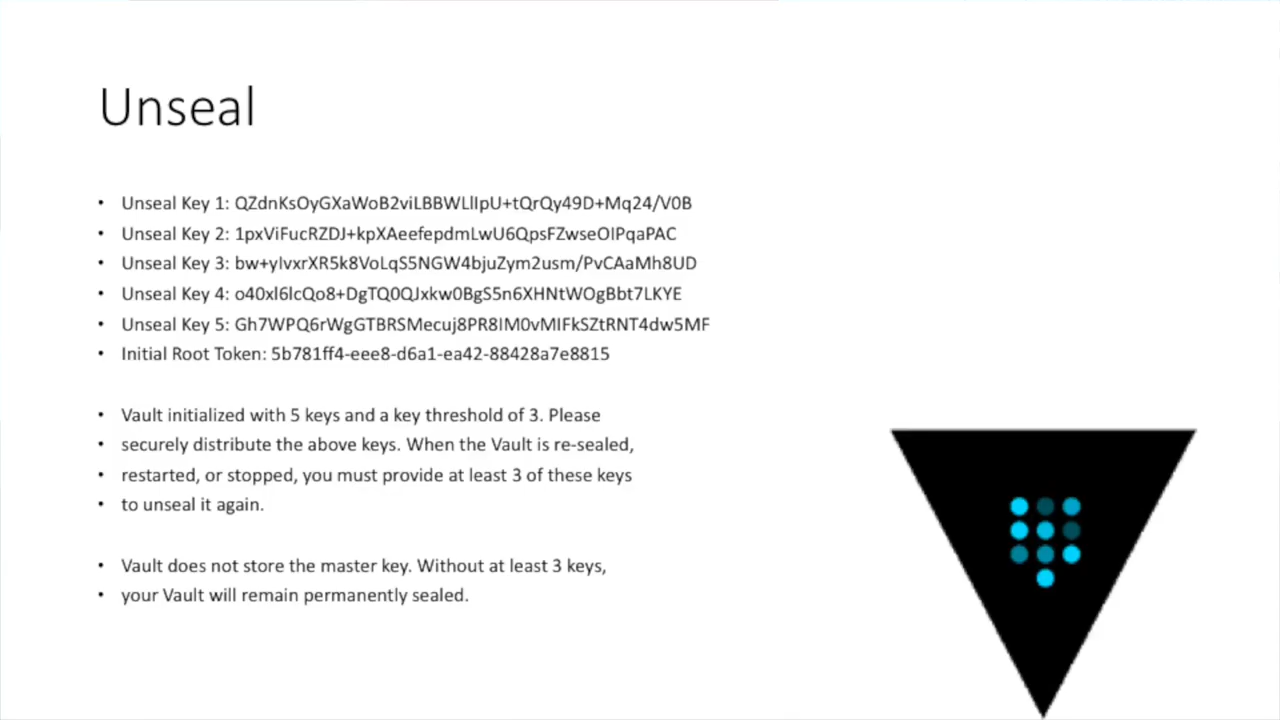 Unseal
• Unseal Key 1: QZdnKsOyGXaWoB2viLBBWLlIpU+tQrQy49D+Mq24/V0B
• Unseal Key 2: 1pxViFucRZDJ+kpXAeefepdmLwU6QpsFZwseOIPqaPAC
• Unseal Key 3: bw+yIvxrXR5k8VoLqS5NGW4bjuZym2usm/PvCAaMh8UD
• Unseal Key 4: o40xl6lcQo8+DgTQ0QJxkw0BgS5n6XHNtWOgBbt7LKYE
• Unseal Key 5: Gh7WPQ6rWgGTBRSMecuj8PR8IM0vMIFkSZtRNT4dw5MF
• Initial Root Token: 5b781ff4-eee8-d6a1-ea42-88428a7e8815
• Vault initialized with 5 keys and a key threshold of 3. Please
• securely distribute the above keys. When the Vault is re-sealed,
• restarted, or stopped, you must provide at least 3 of these keys
• to unseal it again.
• Vault does not store the master key. Without at least 3 keys,
• your Vault will remain permanently sealed.